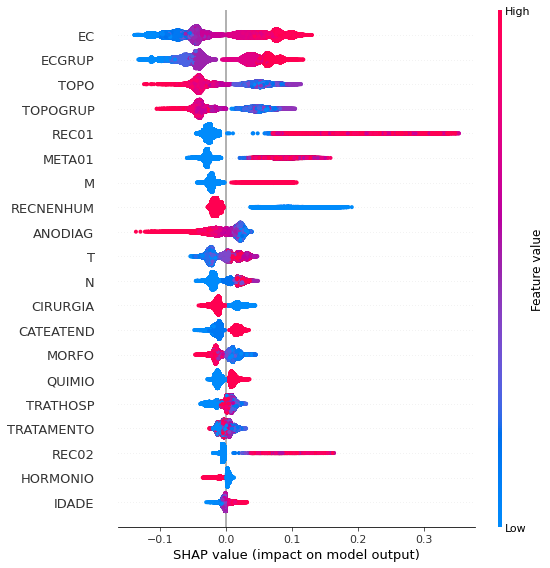 High
EC
ECGRUP
TOPO
TOPOGRUP
REC01
META01
M
RECNENHUM
ANODIAG
T
N
CIRURGIA
CATEATEND
MORFO
QUIMIO
TRATHOSP
TRATAMENTO
REC02
HORMONIO
IDADE
Feature value
Low
−0.1 0.0 0.1 0.2 0.3
SHAP value (impact on model output)